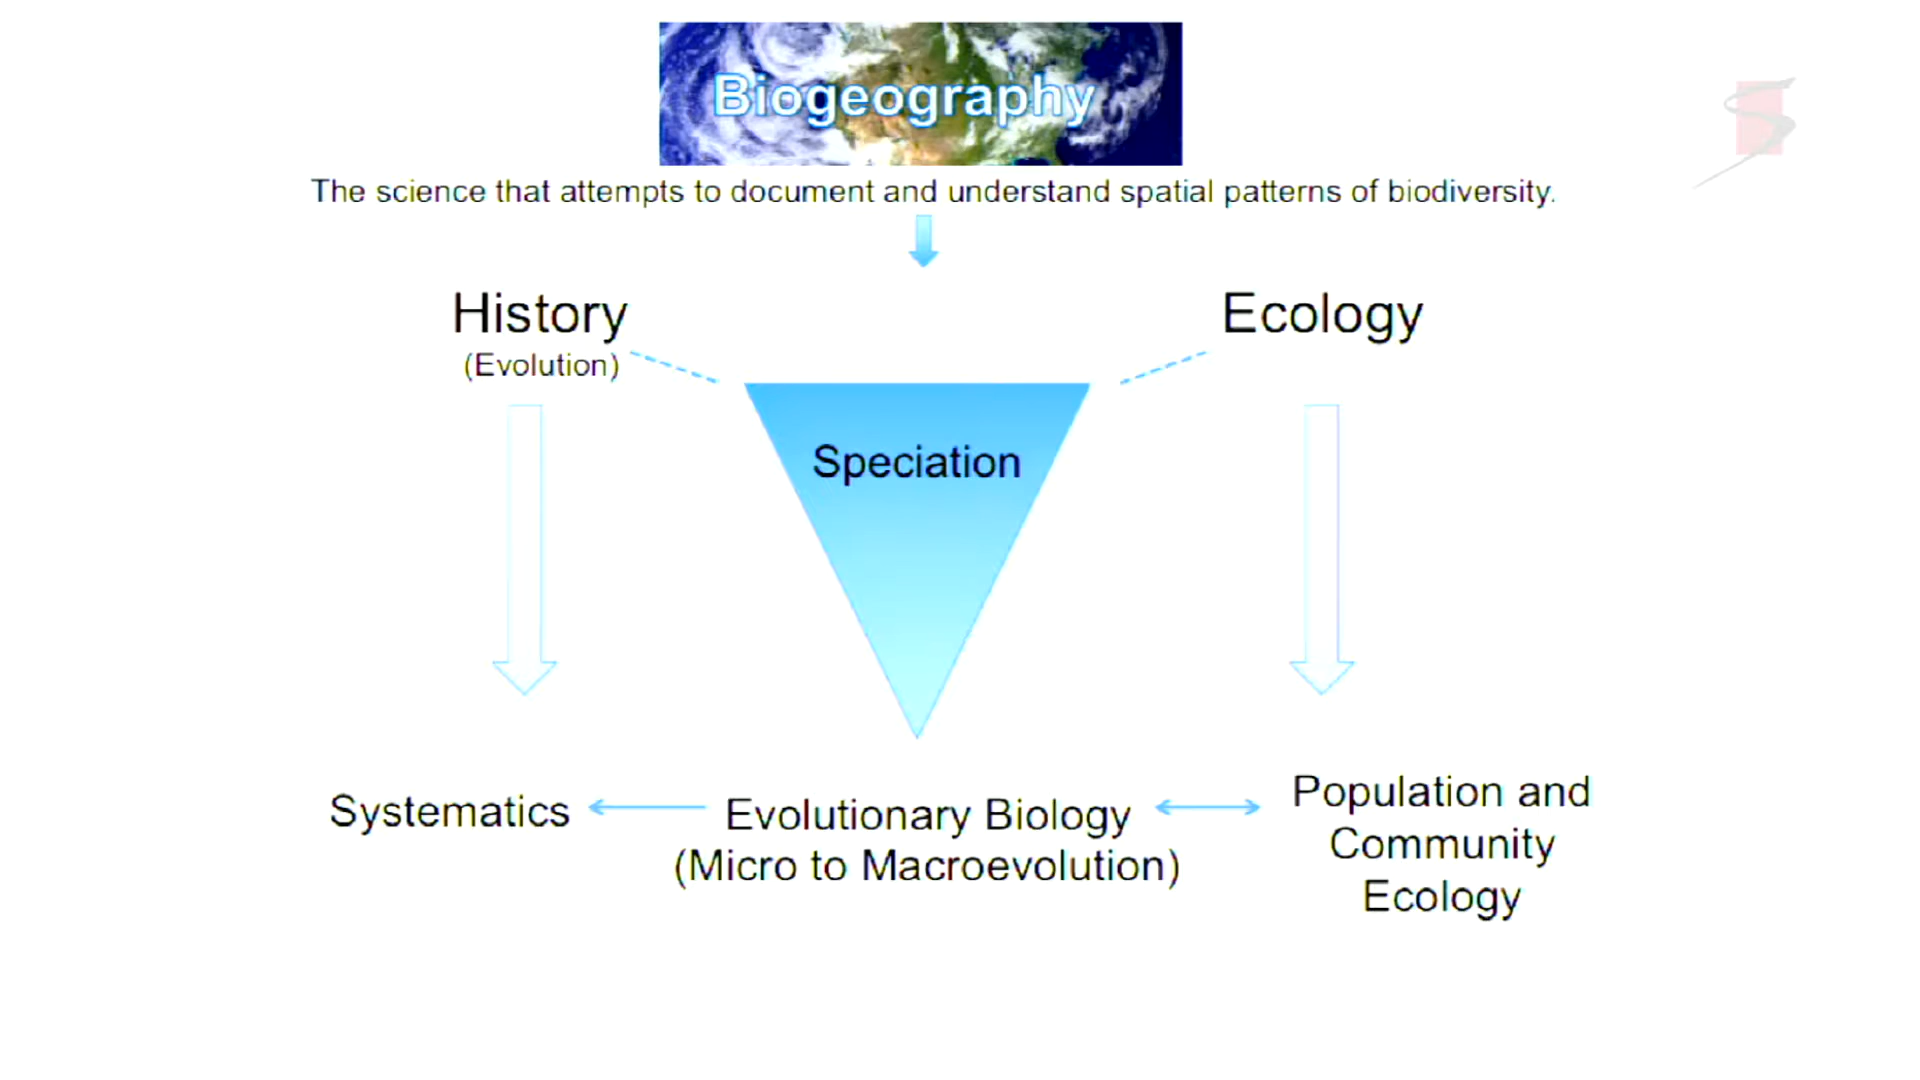 Biogeography
The science that attempts to document and understand spatial patterns of biodiversity.
History
(Evolution)
Ecology
Speciation
Systematics
Evolutionary Biology
(Micro to Macroevolution)
Population and
Community
Ecology